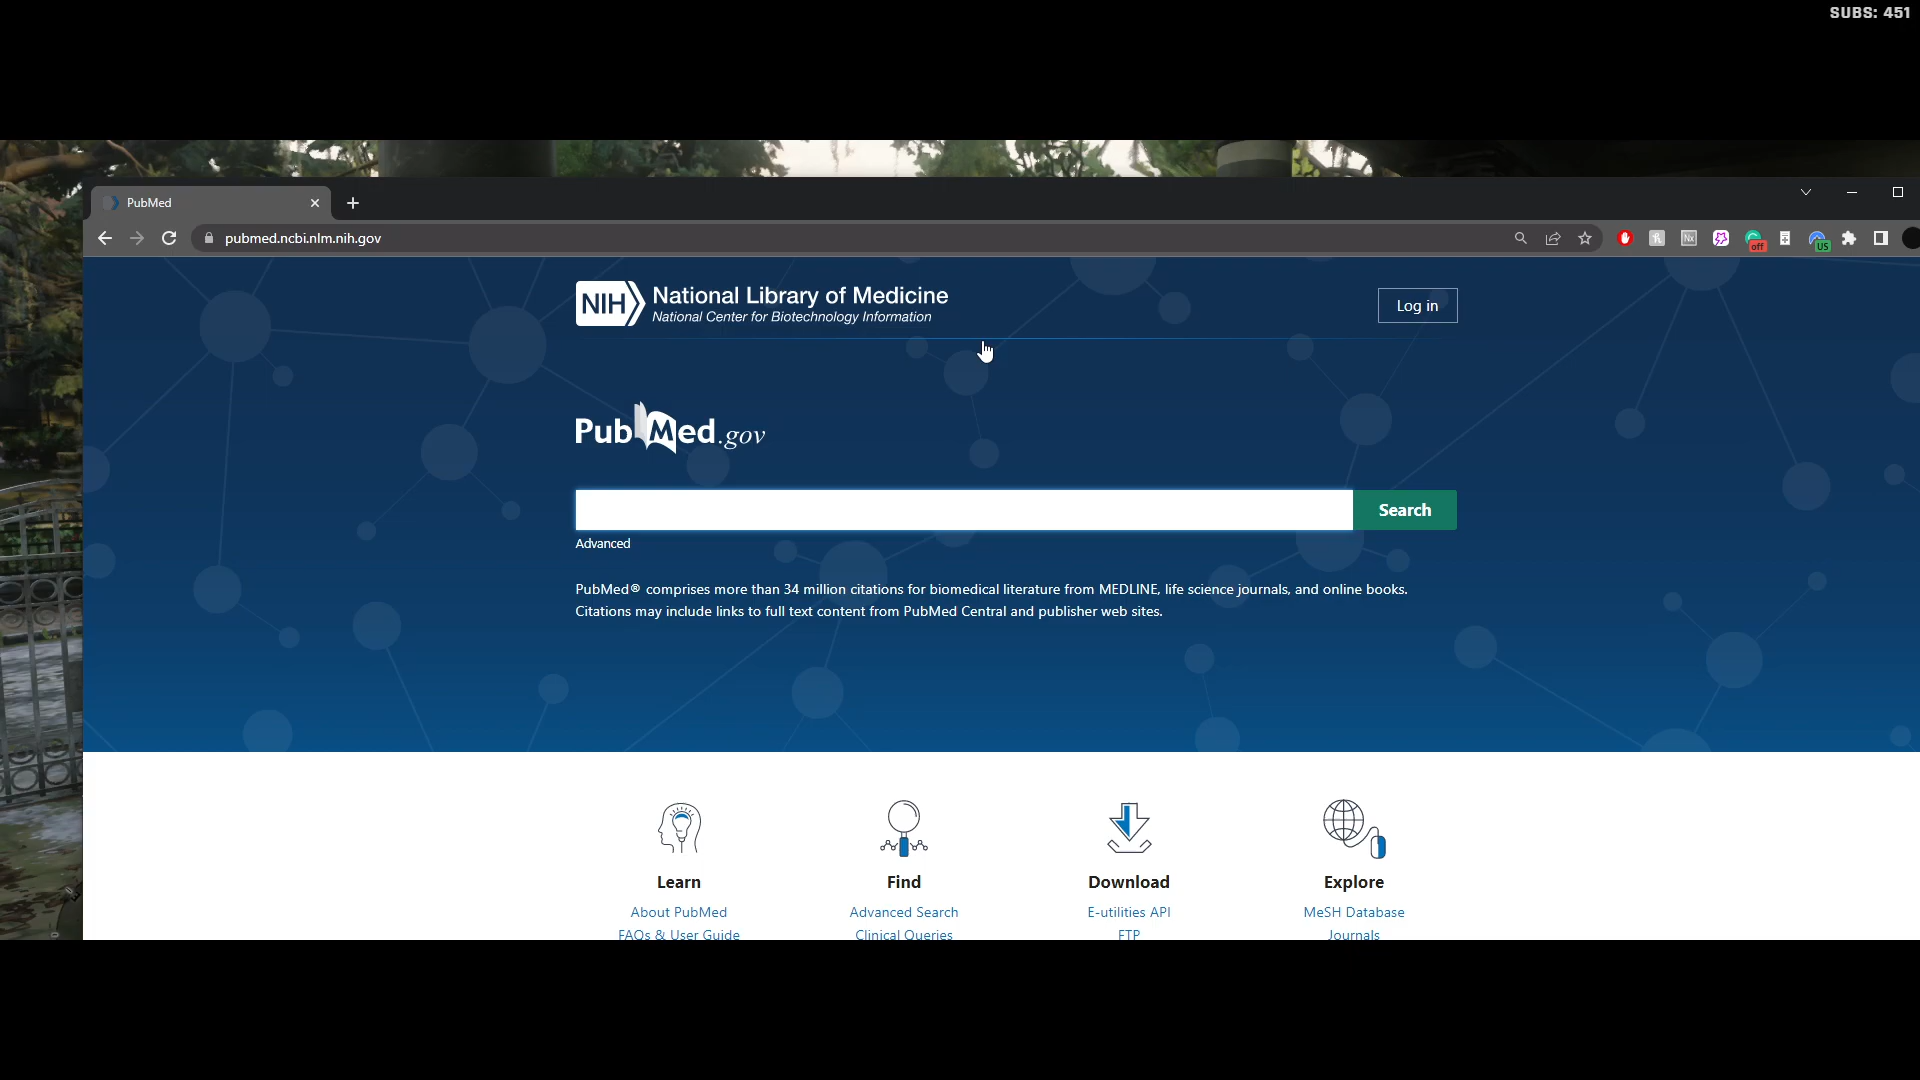 SUBS: 451
PubMed
pubmed.ncbi.nlm.nih.gov
off
US
NIH National Library of Medicine
National Center for Biotechnology Information
Log in
PubMed.gov
Search
Advanced
PubMed® comprises more than 34 million citations for biomedical literature from MEDLINE, life science journals, and online books.
Citations may include links to full text content from PubMed Central and publisher web sites.
Learn
Find
Download
Explore
About PubMed
Advanced Search
E-utilities API
MeSH Database
FAQs & User Guide
Clinical Queries
FTP
Journals